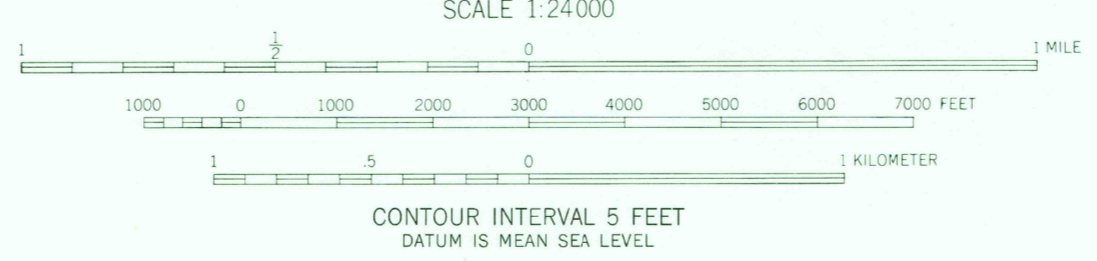 SCALE 1:24000
1 1/2 0 1 MILE
1000 0 1000 2000 3000 4000 5000 6000 7000 FEET
1 .5 0 1 KILOMETER
CONTOUR INTERVAL 5 FEET
DATUM IS MEAN SEA LEVEL